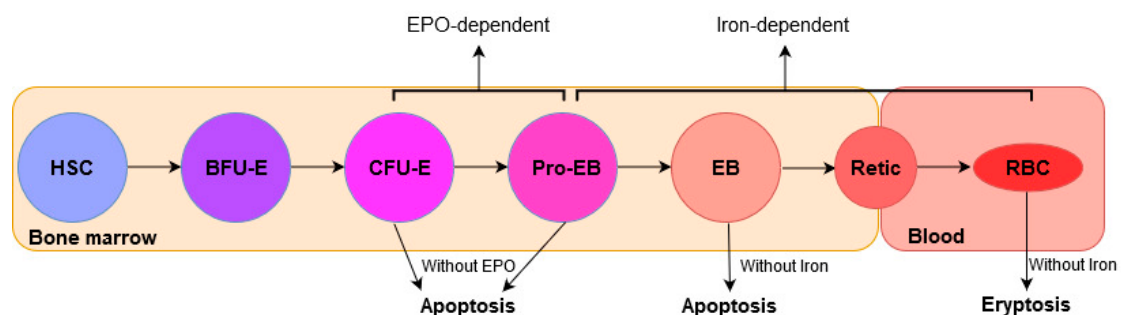 EPO-dependent
Iron-dependent
HSC
BFU-E
CFU-E
Pro-EB
EB
Retic
RBC
Bone marrow
Blood
Without EPO
Without Iron
Without Iron
Apoptosis
Apoptosis
Eryptosis